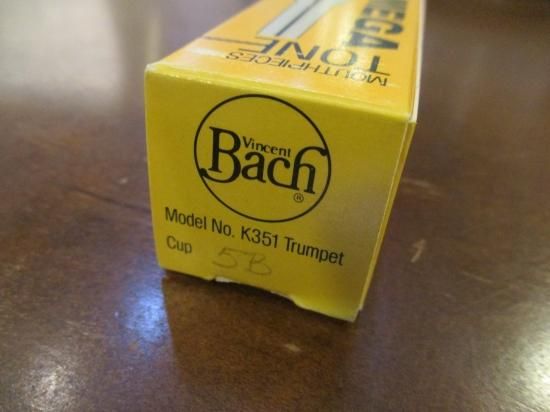 MEGA
TONE
MOUTHPIECES
Vincent
Bach
®
Model No. K351 Trumpet
Cup 5B